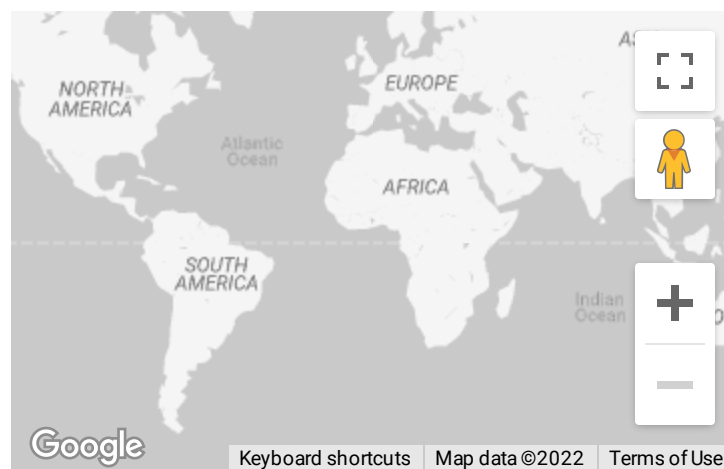 AS
NORTH
AMERICA
EUROPE
Atlantic
Ocean
AFRICA
SOUTH
AMERICA
Indian
Ocean
O
Google
Keyboard shortcuts
Map data ©2022
Terms of Use